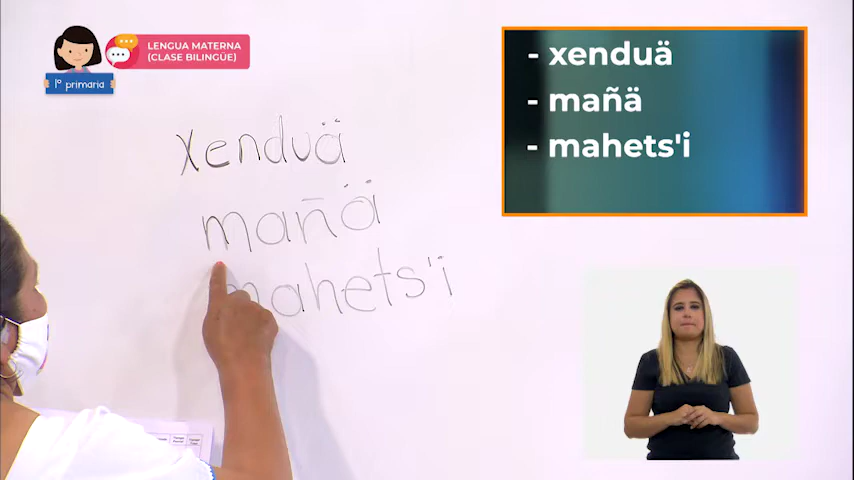 1° primaria
LENGUA MATERNA
(CLASE BILINGÜE)
- xenduä
- mañä
- mahets'i
xenduä
mañä
mahets'i